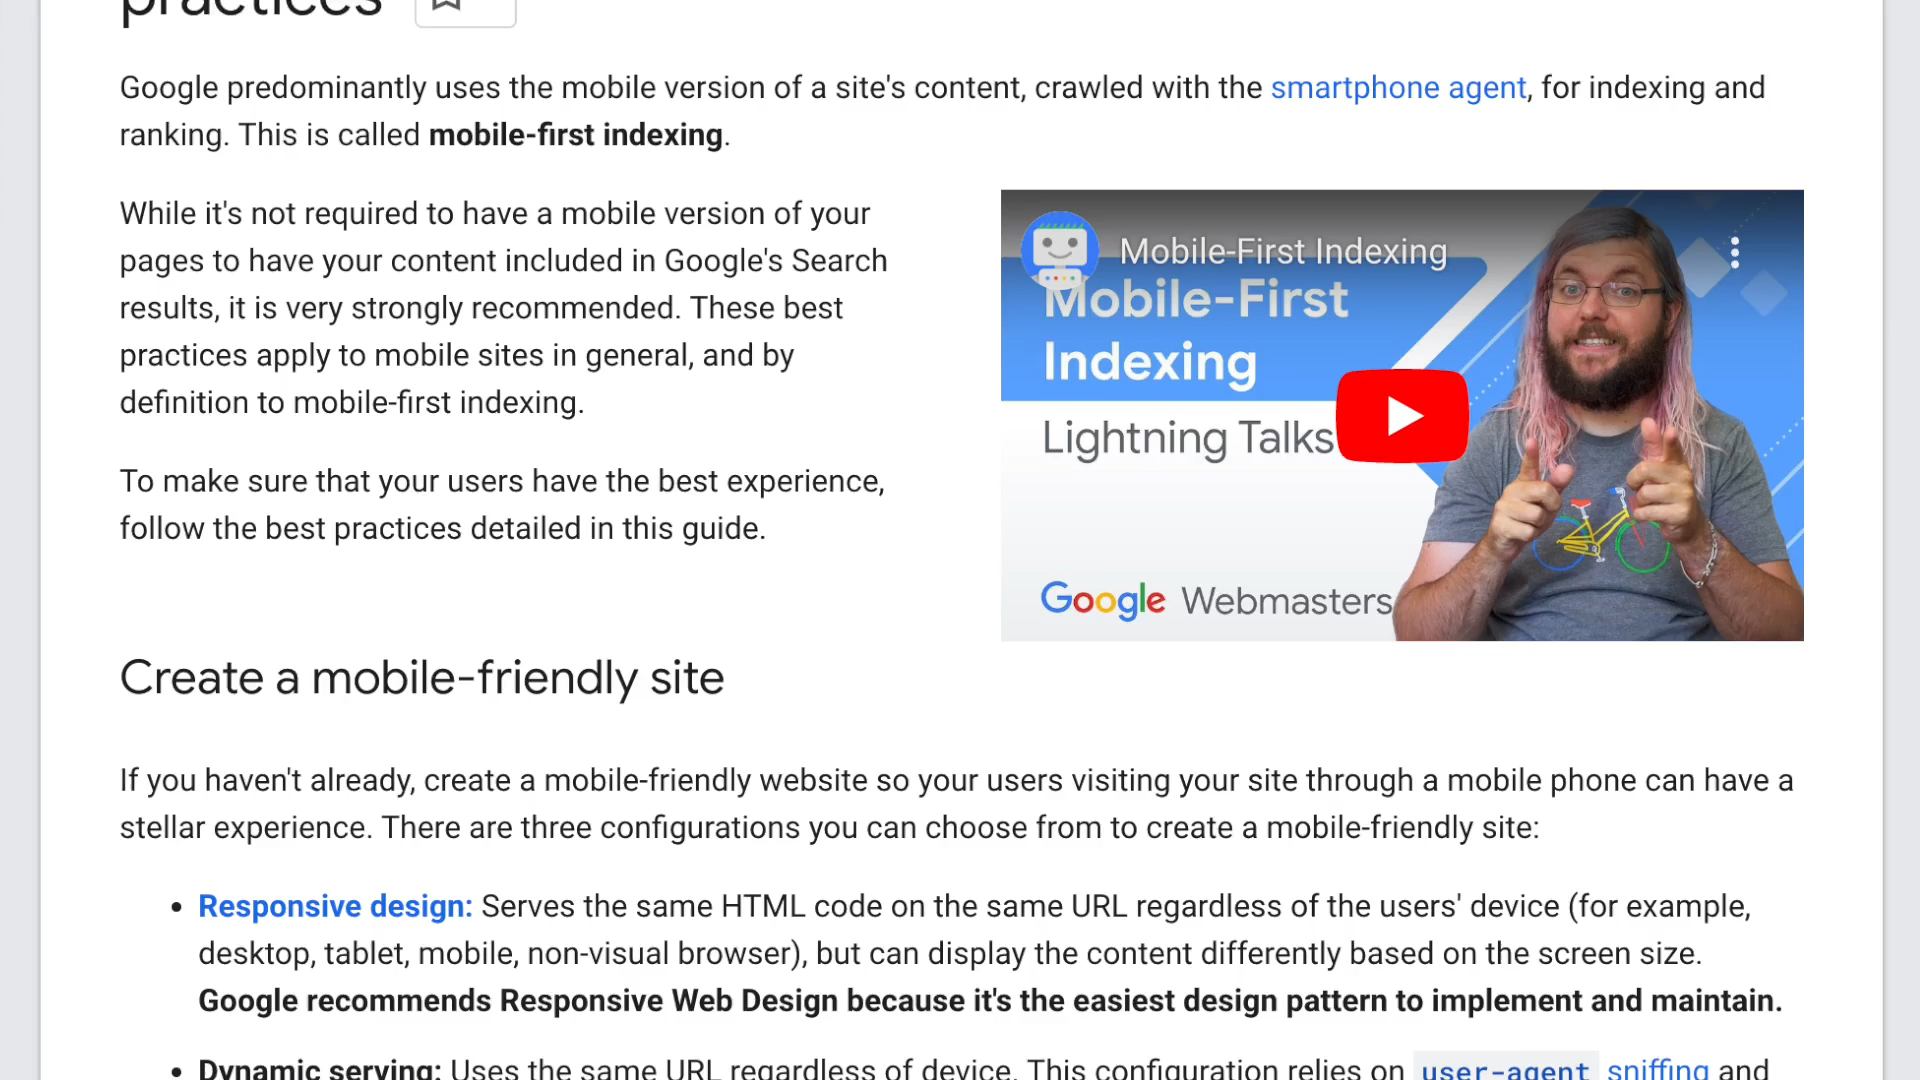 practices
Google predominantly uses the mobile version of a site's content, crawled with the smartphone agent, for indexing and
ranking. This is called mobile-first indexing.
While it's not required to have a mobile version of your
pages to have your content included in Google's Search
results, it is very strongly recommended. These best
practices apply to mobile sites in general, and by
definition to mobile-first indexing.
To make sure that your users have the best experience,
follow the best practices detailed in this guide.
Mobile-First Indexing
Mobile-First
Indexing
Lightning Talks
Google Webmasters
Create a mobile-friendly site
If you haven't already, create a mobile-friendly website so your users visiting your site through a mobile phone can have a
stellar experience. There are three configurations you can choose from to create a mobile-friendly site:
• Responsive design: Serves the same HTML code on the same URL regardless of the users' device (for example,
desktop, tablet, mobile, non-visual browser), but can display the content differently based on the screen size.
Google recommends Responsive Web Design because it's the easiest design pattern to implement and maintain.
• Dynamic serving: Uses the same URL regardless of device. This configuration relies on user-agent sniffing and